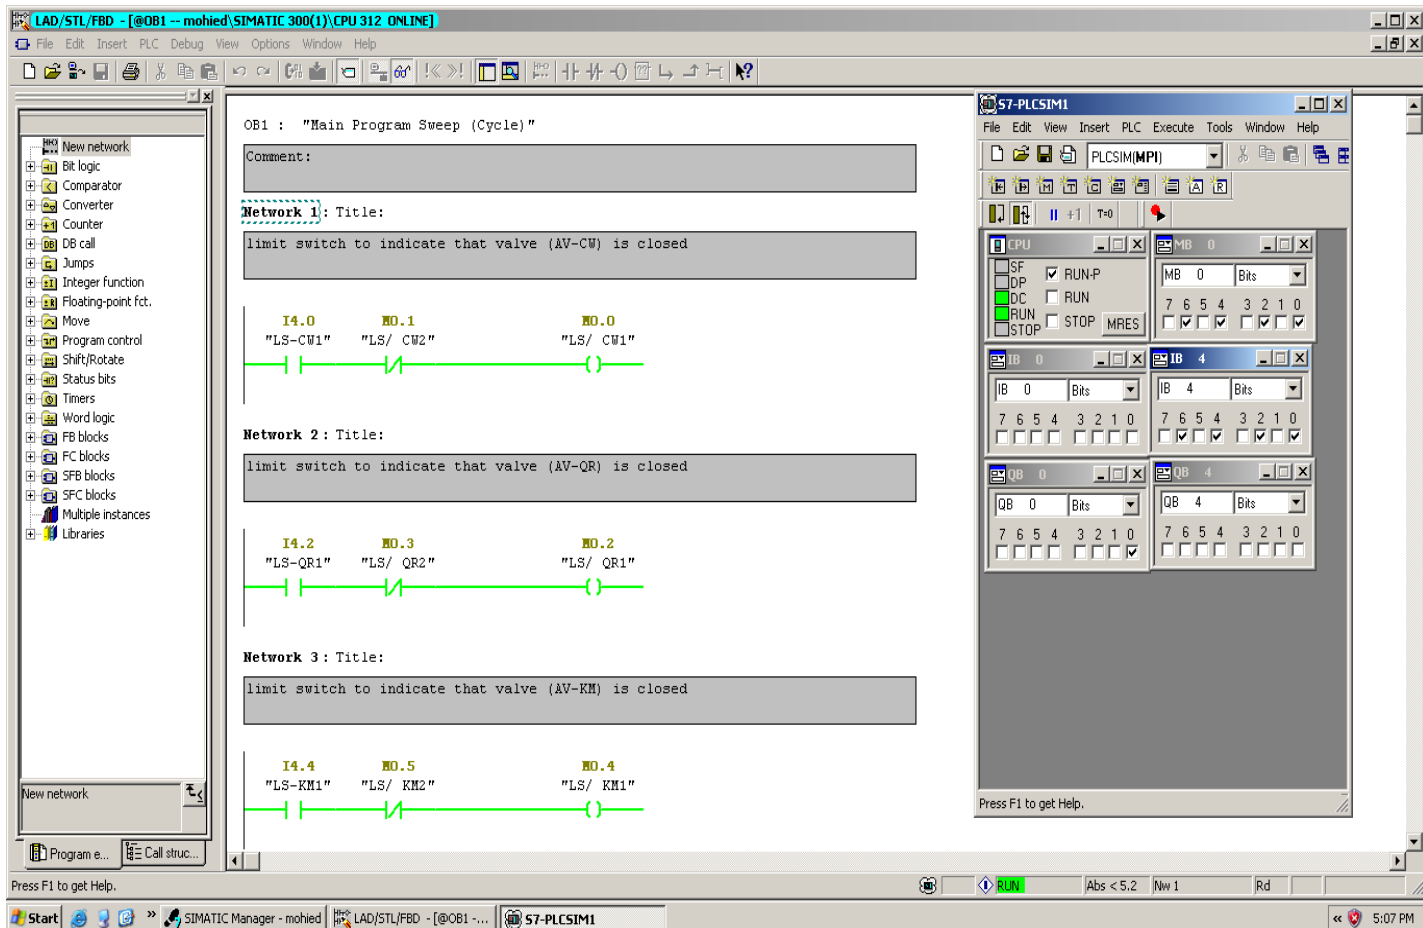 LAD/STL/FBD - [@OB1 -- mohied\SIMATIC 300(1)\CPU 312 ONLINE]
File Edit Insert PLC Debug View Options Window Help
New network
Bit logic
Comparator
Converter
Counter
DB call
Jumps
Integer function
Floating-point fct.
Move
Program control
Shift/Rotate
Status bits
Timers
Word logic
FB blocks
FC blocks
SFB blocks
SFC blocks
Multiple instances
Libraries
New network
Program e... Call struc...
OB1 : "Main Program Sweep (Cycle)"
Comment:
Network 1: Title:
limit switch to indicate that valve (AV-CW) is closed
I4.0 M0.1 M0.0
"LS-CW1" "LS/ CW2" "LS/ CW1"
Network 2: Title:
limit switch to indicate that valve (AV-QR) is closed
I4.2 M0.3 M0.2
"LS-QR1" "LS/ QR2" "LS/ QR1"
Network 3: Title:
limit switch to indicate that valve (AV-KM) is closed
I4.4 M0.5 M0.4
"LS-KM1" "LS/ KM2" "LS/ KM1"
S7-PLCSIM1
File Edit View Insert PLC Execute Tools Window Help
PLCSIM(MPI)
+1 T=0
CPU
SF
DP
DC
RUN
STOP
RUN-P
RUN
STOP MRES
MB 0
MB 0 Bits
7 6 5 4 3 2 1 0
IB 0
IB 0 Bits
7 6 5 4 3 2 1 0
IB 4
IB 4 Bits
7 6 5 4 3 2 1 0
QB 0
QB 0 Bits
7 6 5 4 3 2 1 0
QB 4
QB 4 Bits
7 6 5 4 3 2 1 0
Press F1 to get Help.
Press F1 to get Help. RUN Abs < 5.2 Nw 1 Rd
Start » SIMATIC Manager - mohied LAD/STL/FBD - [@OB1 -... S7-PLCSIM1 « 5:07 PM